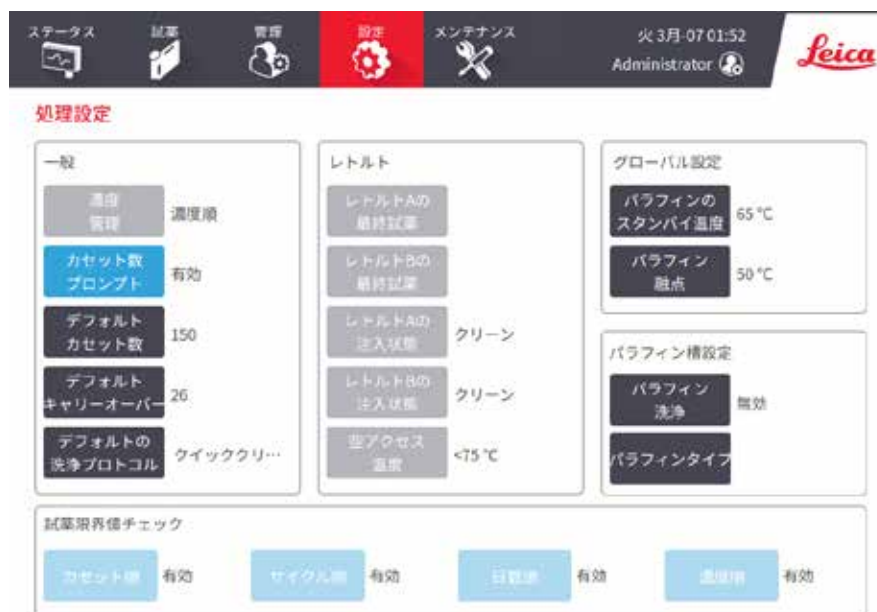 ステータス
試薬
管理
設定
メンテナンス
火 3月-07 01:52
Administrator
Leica
処理設定
一般
濃度
管理
濃度順
カセット数
プロンプト
有効
デフォルト
カセット数
150
デフォルト
キャリーオーバー
26
デフォルトの
洗浄プロトコル
クイッククリ…
レトルト
レトルトAの
最終試薬
レトルトBの
最終試薬
レトルトAの
注入状態
クリーン
レトルトBの
注入状態
クリーン
空アクセス
温度
<75 ℃
グローバル設定
パラフィンの
スタンバイ温度
65 ℃
パラフィン
融点
50 ℃
パラフィン槽設定
パラフィン
洗浄
無効
パラフィンタイプ
試薬限界値チェック
カセット順
有効
サイクル順
有効
日数順
有効
濃度順
有効